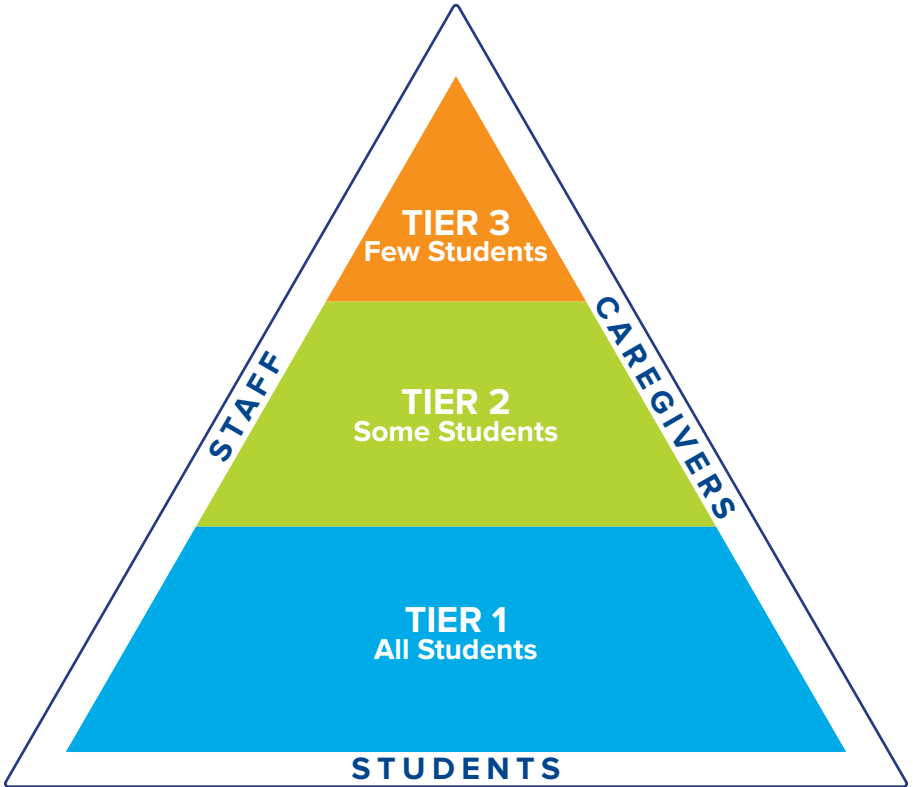 TIER 3
Few Students
TIER 2
Some Students
TIER 1
All Students
STAFF
CAREGIVERS
STUDENTS